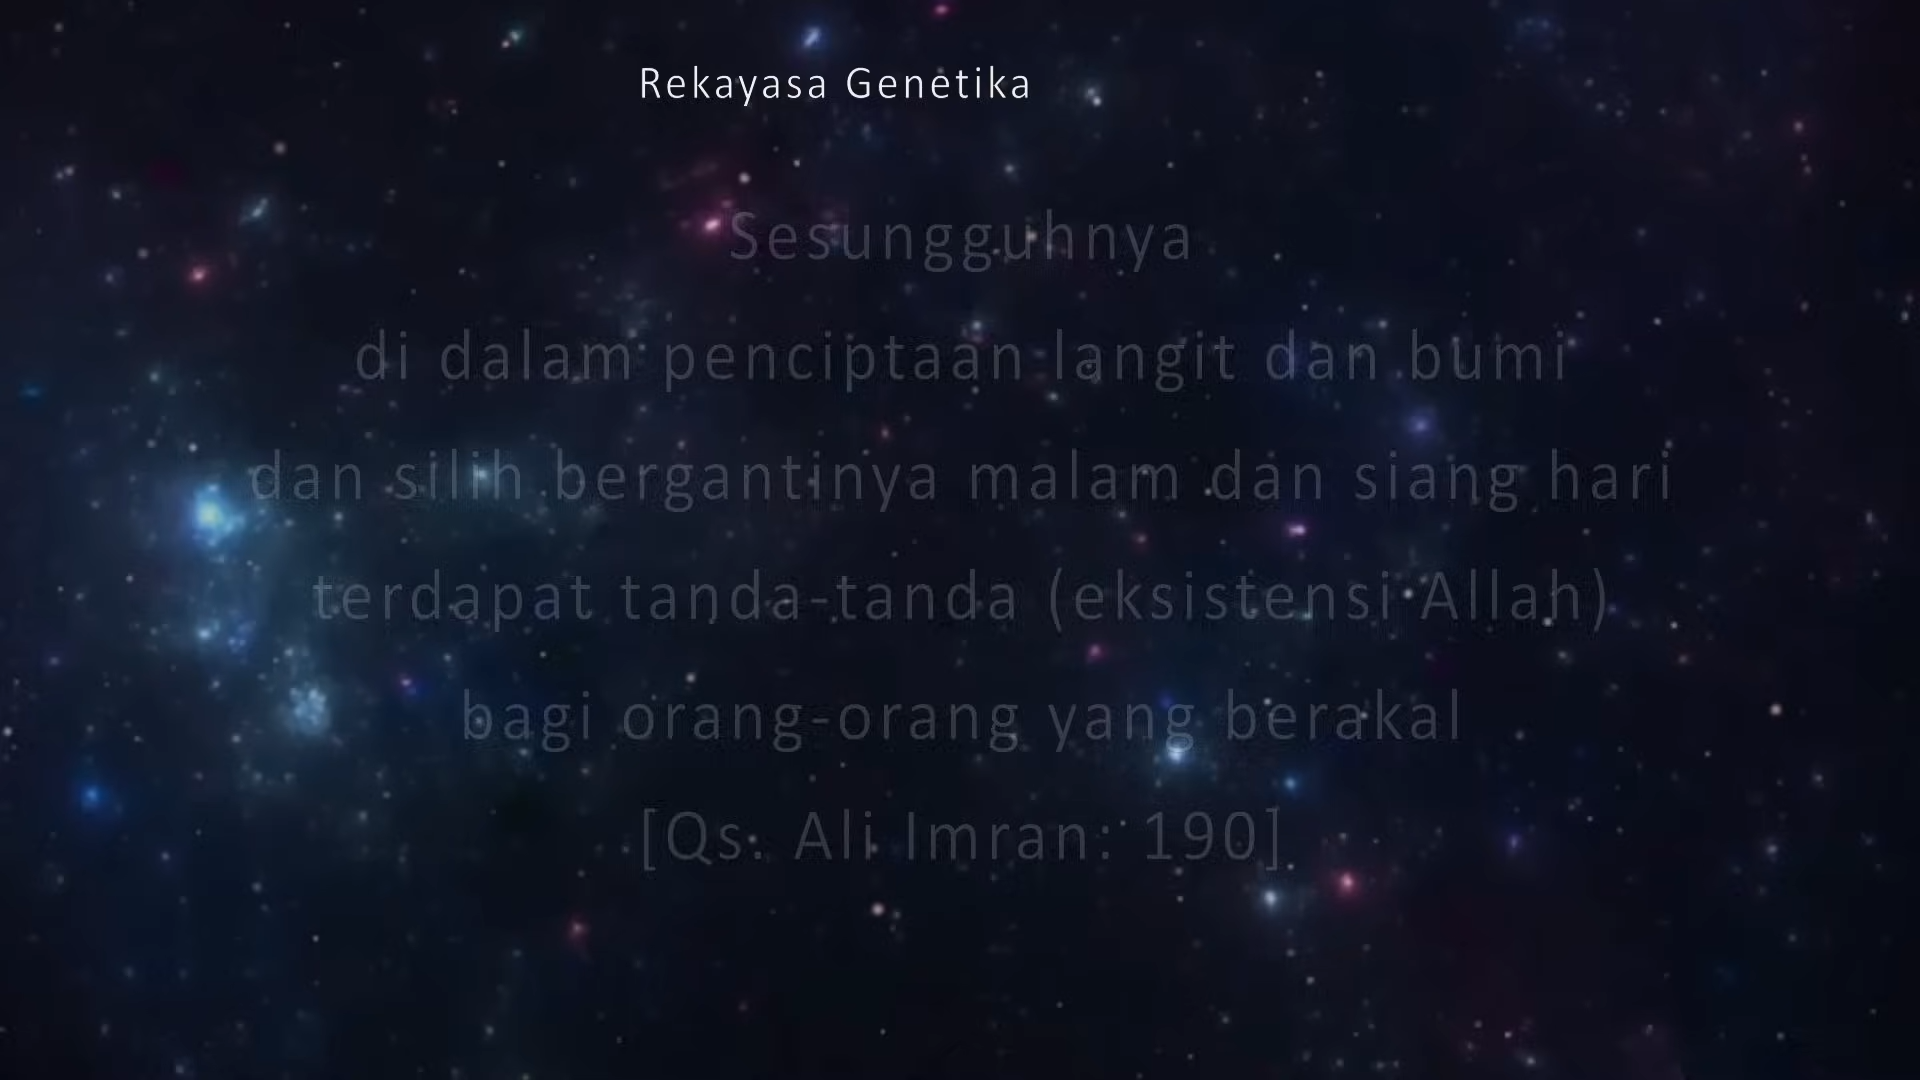 Rekayasa Genetika
Sesungguhnya
di dalam penciptaan langit dan bumi
dan silih bergantinya malam dan siang hari
terdapat tanda-tanda (eksistensi Allah)
bagi orang-orang yang berakal
[Qs. Ali Imran: 190]